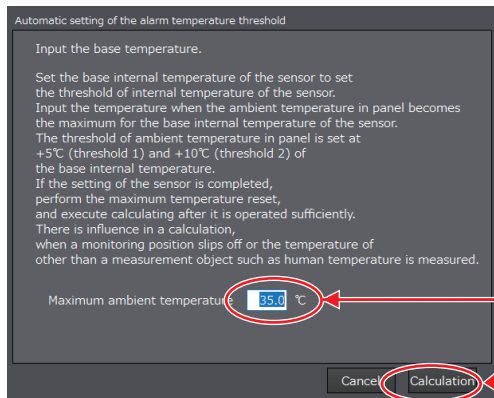 Automatic setting of the alarm temperature threshold
Input the base temperature.
Set the base internal temperature of the sensor to set
the threshold of internal temperature of the sensor.
Input the temperature when the ambient temperature in panel becomes
the maximum for the base internal temperature of the sensor.
The threshold of ambient temperature in panel is set at
+5℃ (threshold 1) and +10℃ (threshold 2) of
the base internal temperature.
If the setting of the sensor is completed,
perform the maximum temperature reset,
and execute calculating after it is operated sufficiently.
There is influence in a calculation,
when a monitoring position slips off or the temperature of
other than a measurement object such as human temperature is measured.
Maximum ambient temperature 35.0 ℃
Cancel Calculation